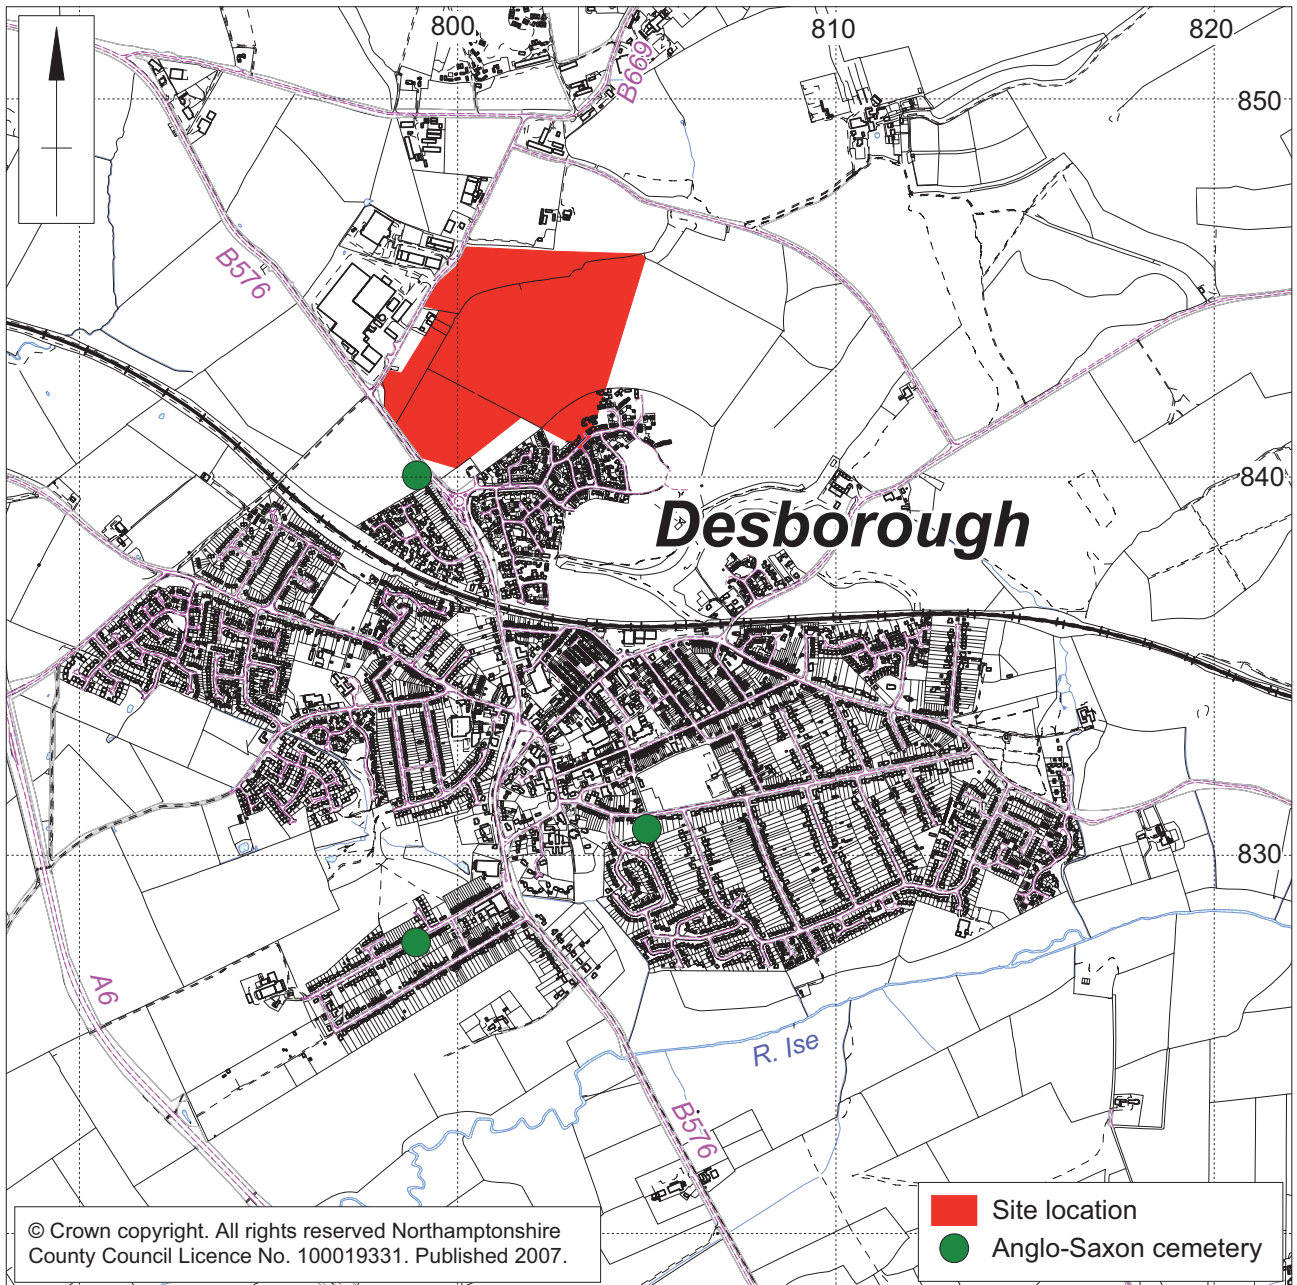 800
810
820
B669
850
B576
840
Desborough
830
A6
R. Ise
B576
Site location
Anglo-Saxon cemetery
© Crown copyright. All rights reserved Northamptonshire
County Council Licence No. 100019331. Published 2007.